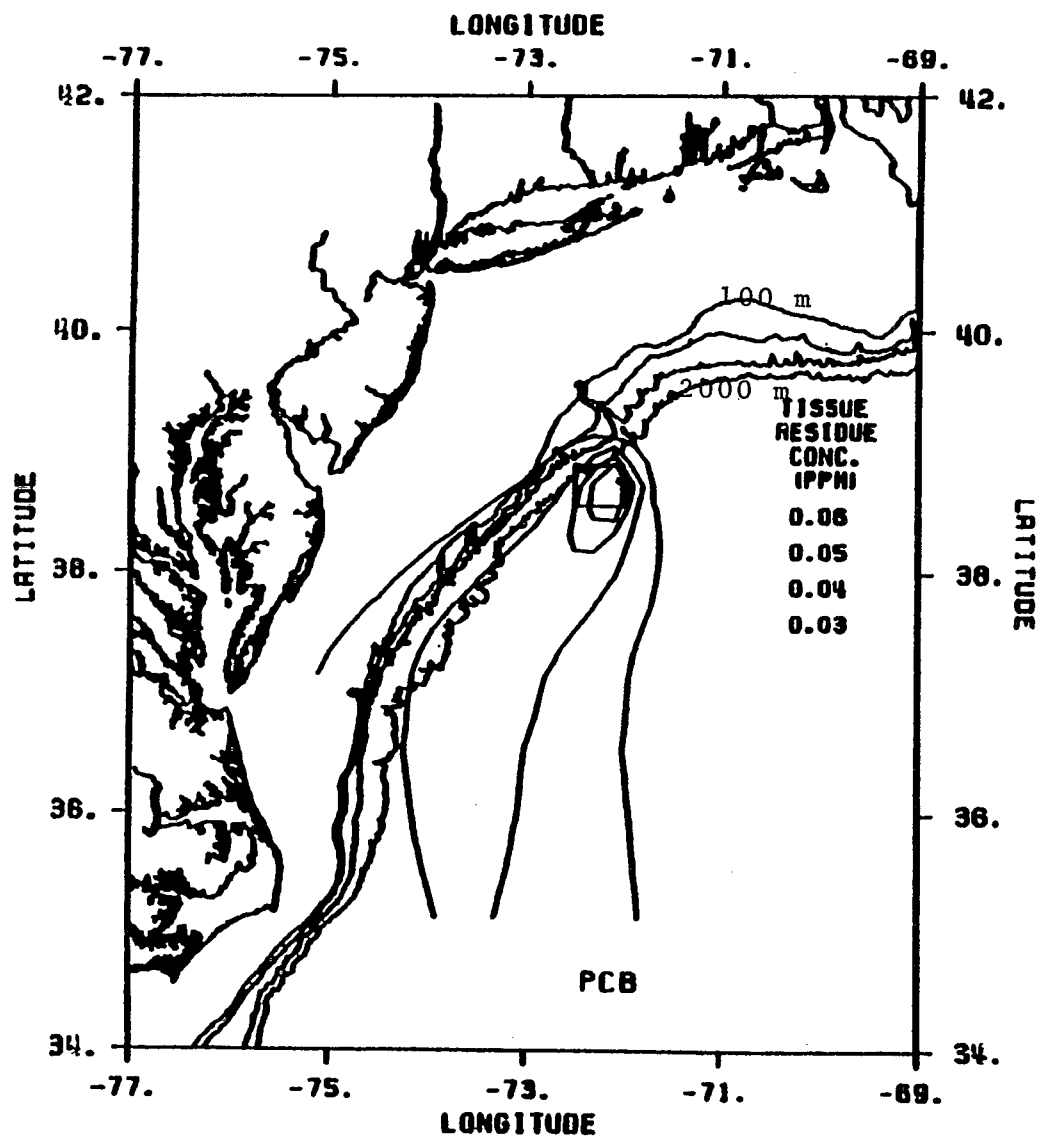 LONGITUDE
-77. -75. -73. -71. -69.
42. 42.
100 m
40. 40.
2000 m
TISSUE
RESIDUE
CONC.
(PPM)
0.06
0.05
0.04
0.03
LATITUDE
LATITUDE
38. 38.
36. 36.
PCB
34. 34.
-77. -75. -73. -71. -69.
LONGITUDE